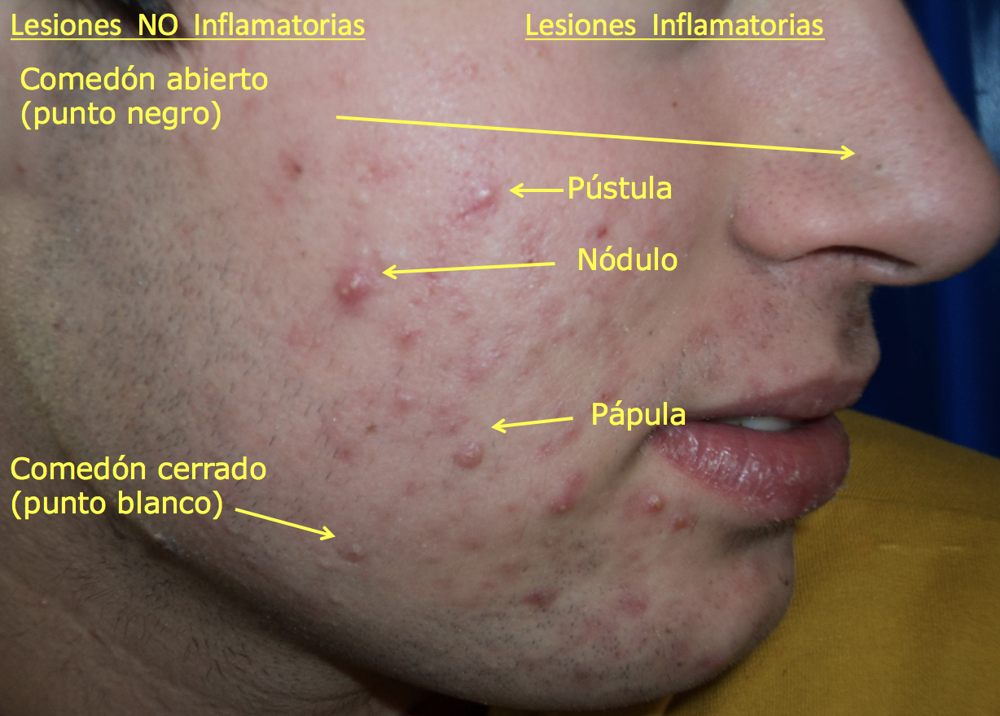 Lesiones NO Inflamatorias
Lesiones Inflamatorias
Comedón abierto
(punto negro)
Pústula
Nódulo
Pápula
Comedón cerrado
(punto blanco)